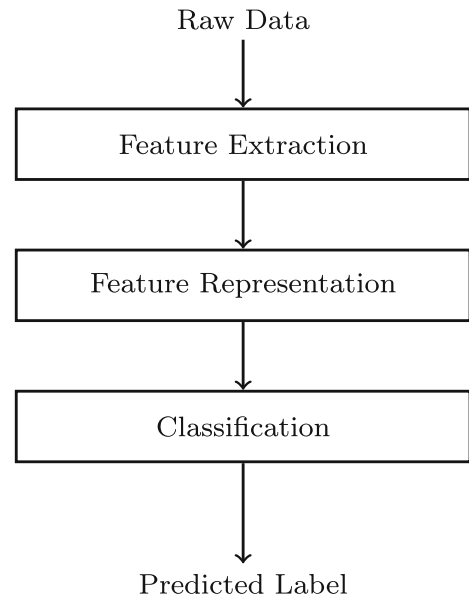 Raw Data
Feature Extraction
Feature Representation
Classification
Predicted Label